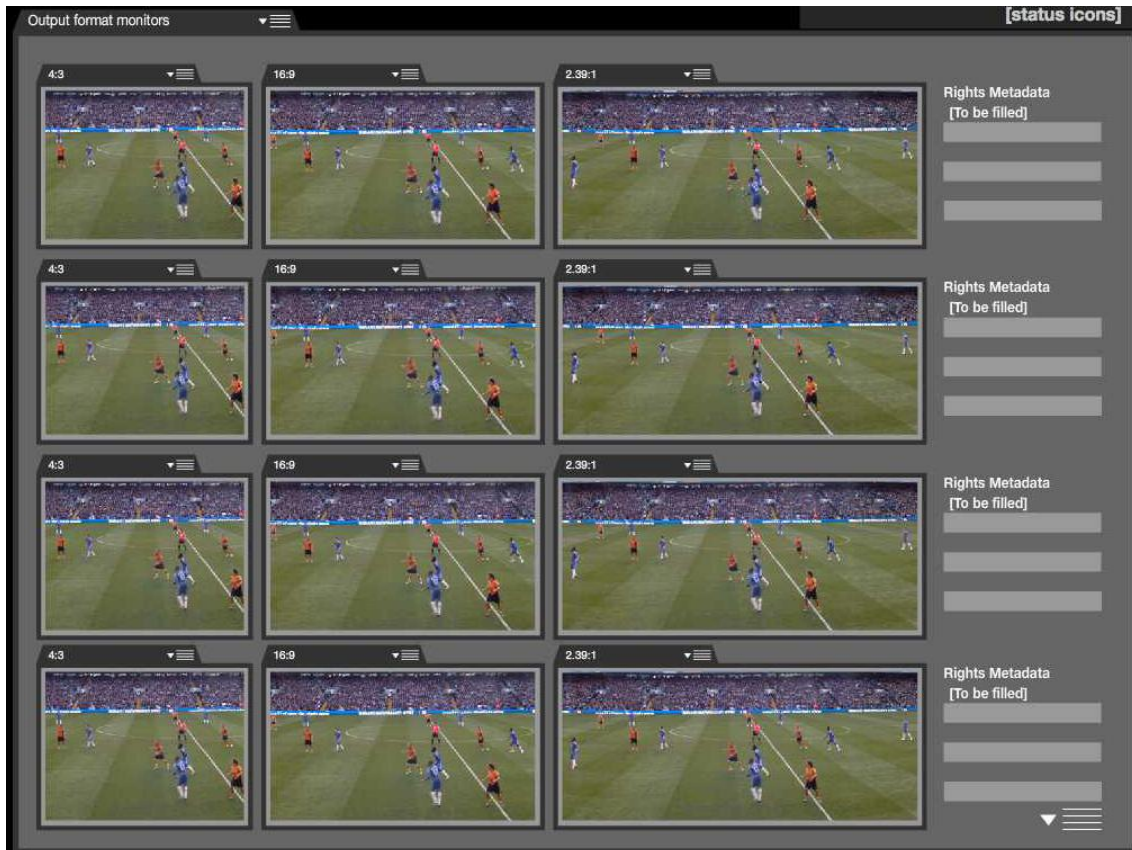 Output format monitors
[status icons]
4:3
16:9
2.39:1
Rights Metadata
[To be filled]
4:3
16:9
2.39:1
Rights Metadata
[To be filled]
4:3
16:9
2.39:1
Rights Metadata
[To be filled]
4:3
16:9
2.39:1
Rights Metadata
[To be filled]